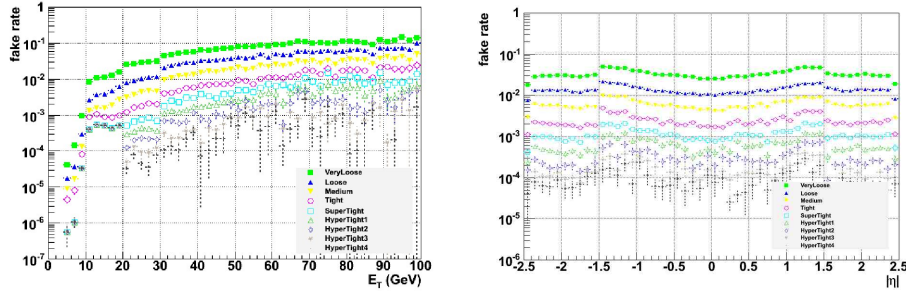 fake rate
1
10^-1
10^-2
10^-3
10^-4
10^-5
10^-6
10^-7
0 10 20 30 40 50 60 70 80 90 100
E_T (GeV)
VeryLoose
Loose
Medium
Tight
SuperTight
HyperTight1
HyperTight2
HyperTight3
HyperTight4
fake rate
1
10^-1
10^-2
10^-3
10^-4
10^-5
10^-6
-2.5 -2 -1.5 -1 -0.5 0 0.5 1 1.5 2 2.5
|η|
VeryLoose
Loose
Medium
Tight
SuperTight
HyperTight1
HyperTight2
HyperTight3
HyperTight4